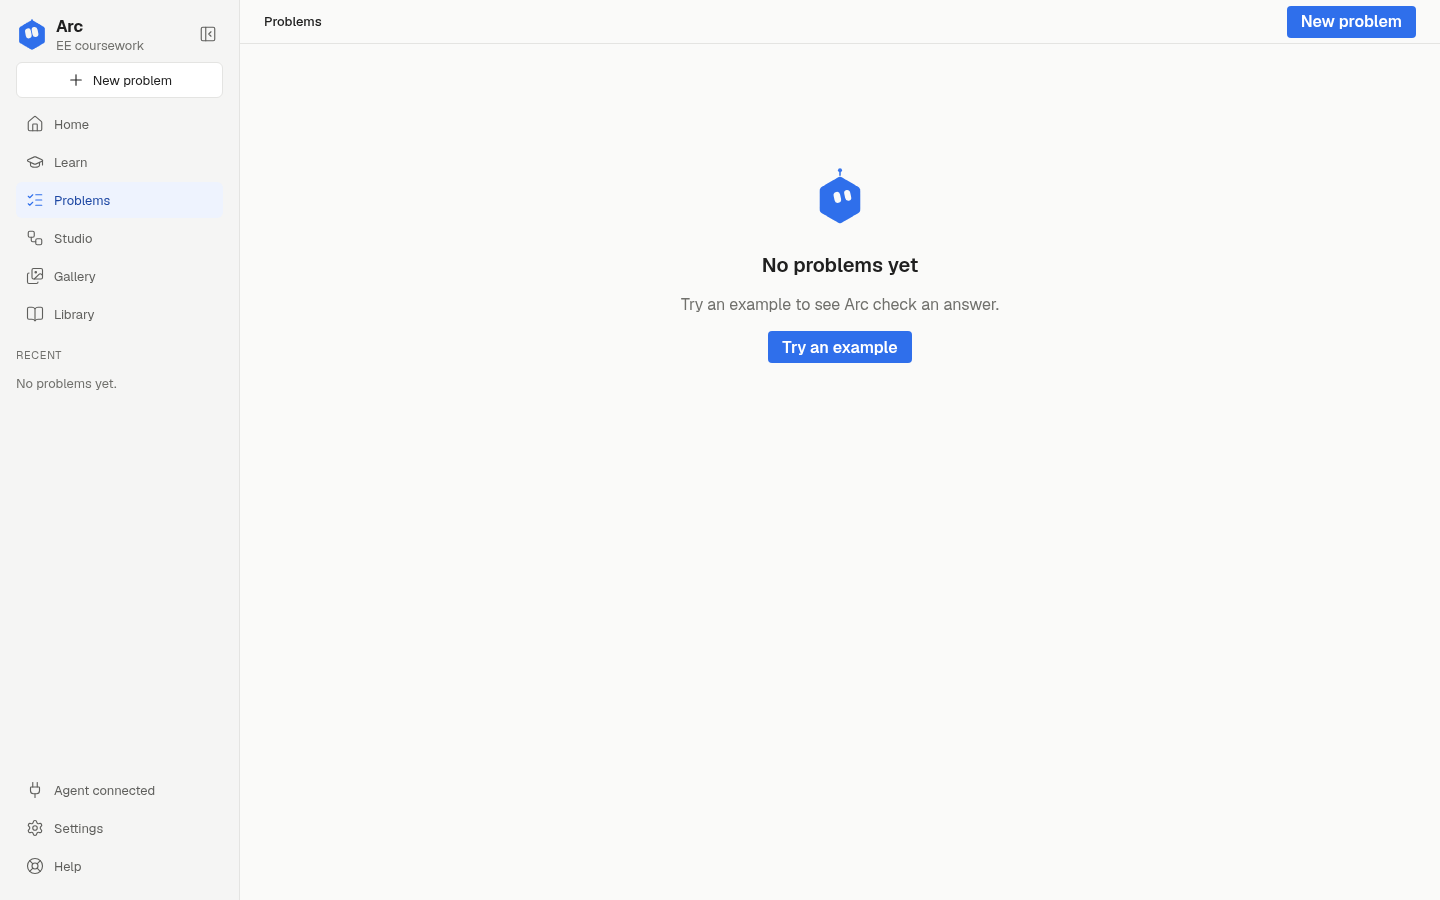 Arc
EE coursework
New problem
Home
Learn
Problems
Studio
Gallery
Library
RECENT
No problems yet.
Agent connected
Settings
Help
Problems
New problem
No problems yet
Try an example to see Arc check an answer.
Try an example